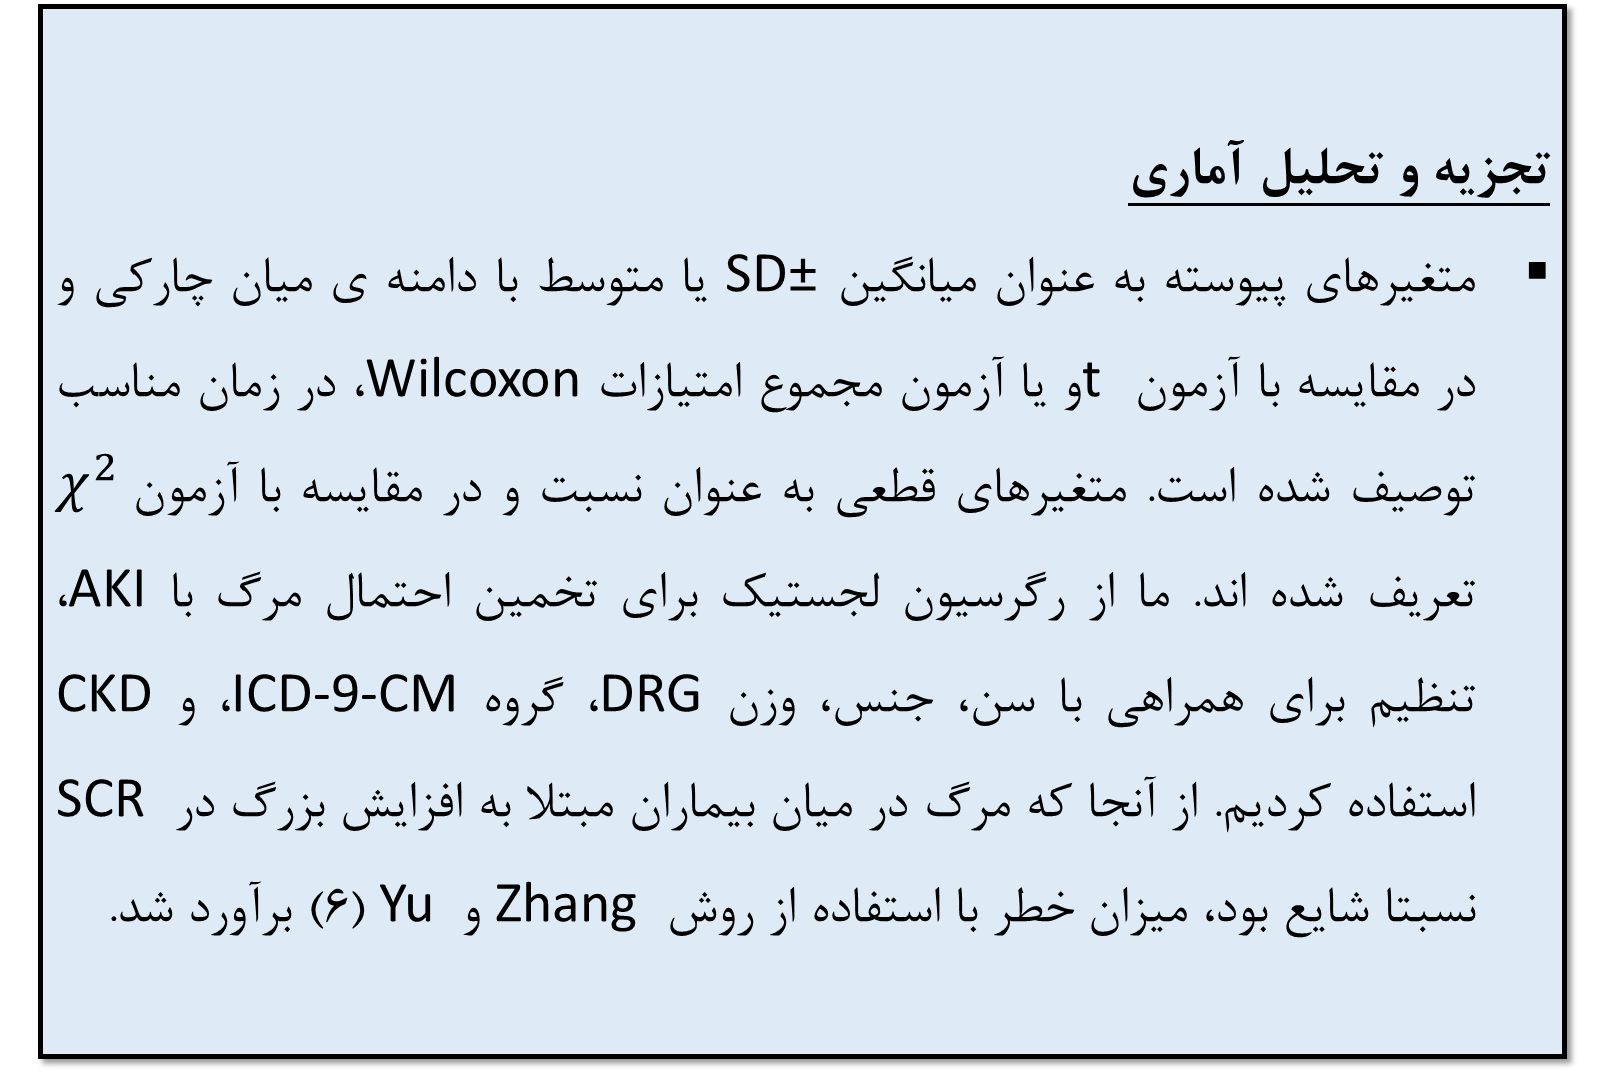 تجزیه و تحلیل آماری
▪ متغیرهای پیوسته به عنوان میانگین ±SD یا متوسط با دامنه ی میان چارکی و
در مقایسه با آزمون tو یا آزمون مجموع امتیازات Wilcoxon، در زمان مناسب
توصیف شده است. متغیرهای قطعی به عنوان نسبت و در مقایسه با آزمون χ²
تعریف شده اند. ما از رگرسیون لجستیک برای تخمین احتمال مرگ با AKI،
تنظیم برای همراهی با سن، جنس، وزن DRG، گروه ICD-9-CM، و CKD
استفاده کردیم. از آنجا که مرگ در میان بیماران مبتلا به افزایش بزرگ در SCR
نسبتا شایع بود، میزان خطر با استفاده از روش Zhang و Yu (۶) برآورد شد.